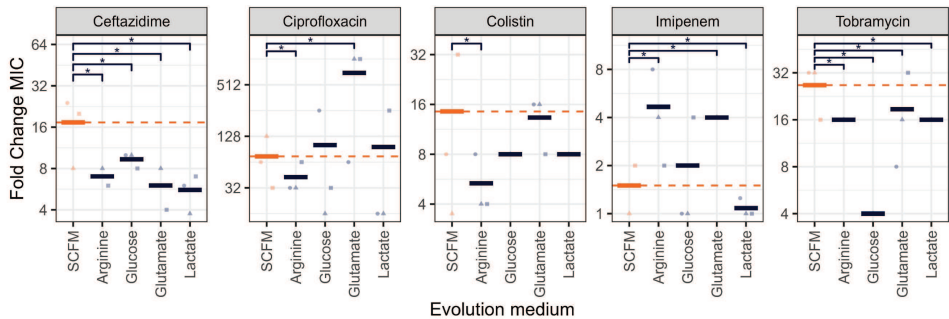 Ceftazidime
Ciprofloxacin
Colistin
Imipenem
Tobramycin
Fold Change MIC
64
32
16
8
4
*
*
*
*
512
128
32
*
*
32
16
8
4
*
8
4
2
1
*
*
*
32
16
8
4
*
*
*
*
SCFM
Arginine
Glucose
Glutamate
Lactate
SCFM
Arginine
Glucose
Glutamate
Lactate
SCFM
Arginine
Glucose
Glutamate
Lactate
SCFM
Arginine
Glucose
Glutamate
Lactate
SCFM
Arginine
Glucose
Glutamate
Lactate
Evolution medium